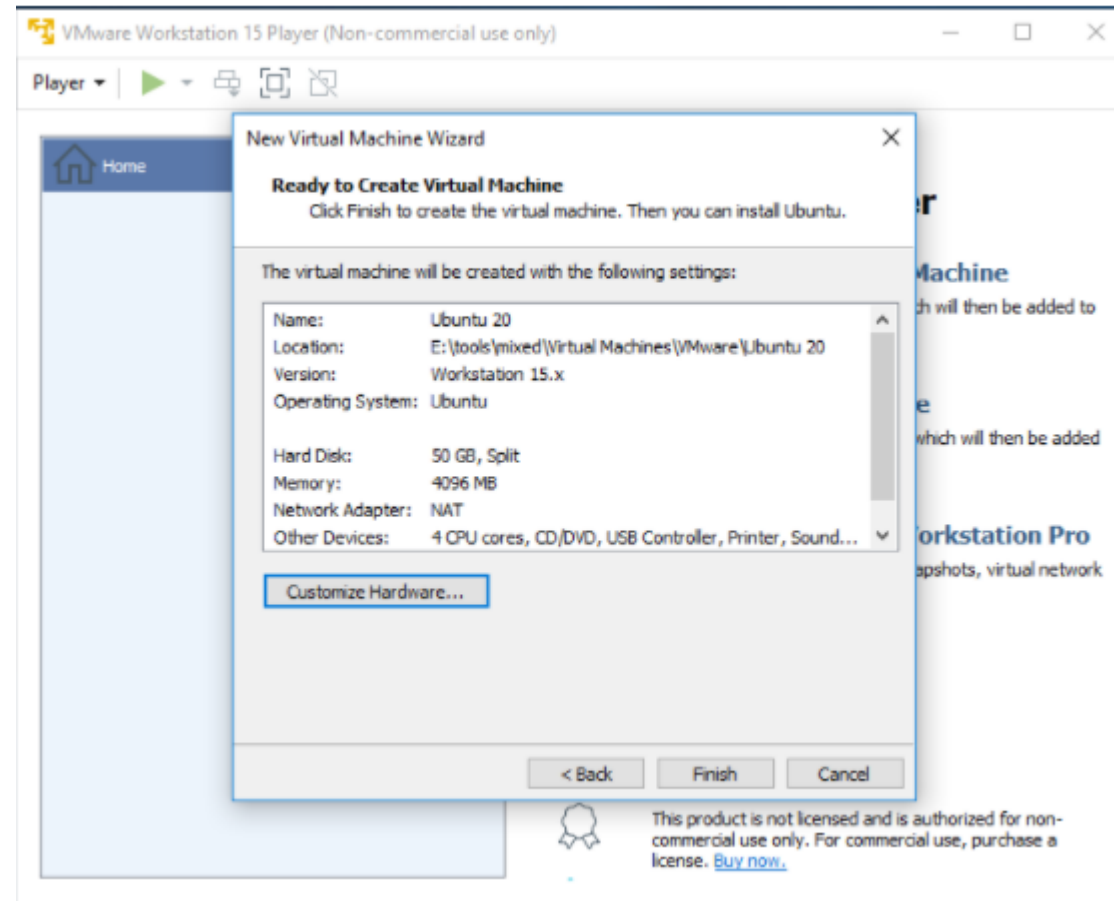 VMware Workstation 15 Player (Non-commercial use only)
Player
Home
New Virtual Machine Wizard
Ready to Create Virtual Machine
Click Finish to create the virtual machine. Then you can install Ubuntu.
The virtual machine will be created with the following settings:
Name: Ubuntu 20
Location: E:\tools\mixed\Virtual Machines\VMware\Ubuntu 20
Version: Workstation 15.x
Operating System: Ubuntu
Hard Disk: 50 GB, Split
Memory: 4096 MB
Network Adapter: NAT
Other Devices: 4 CPU cores, CD/DVD, USB Controller, Printer, Sound...
Customize Hardware...
< Back Finish Cancel
er
Machine
ch will then be added to
e
which will then be added
orkstation Pro
apshots, virtual network
This product is not licensed and is authorized for non-
commercial use only. For commercial use, purchase a
license. Buy now.